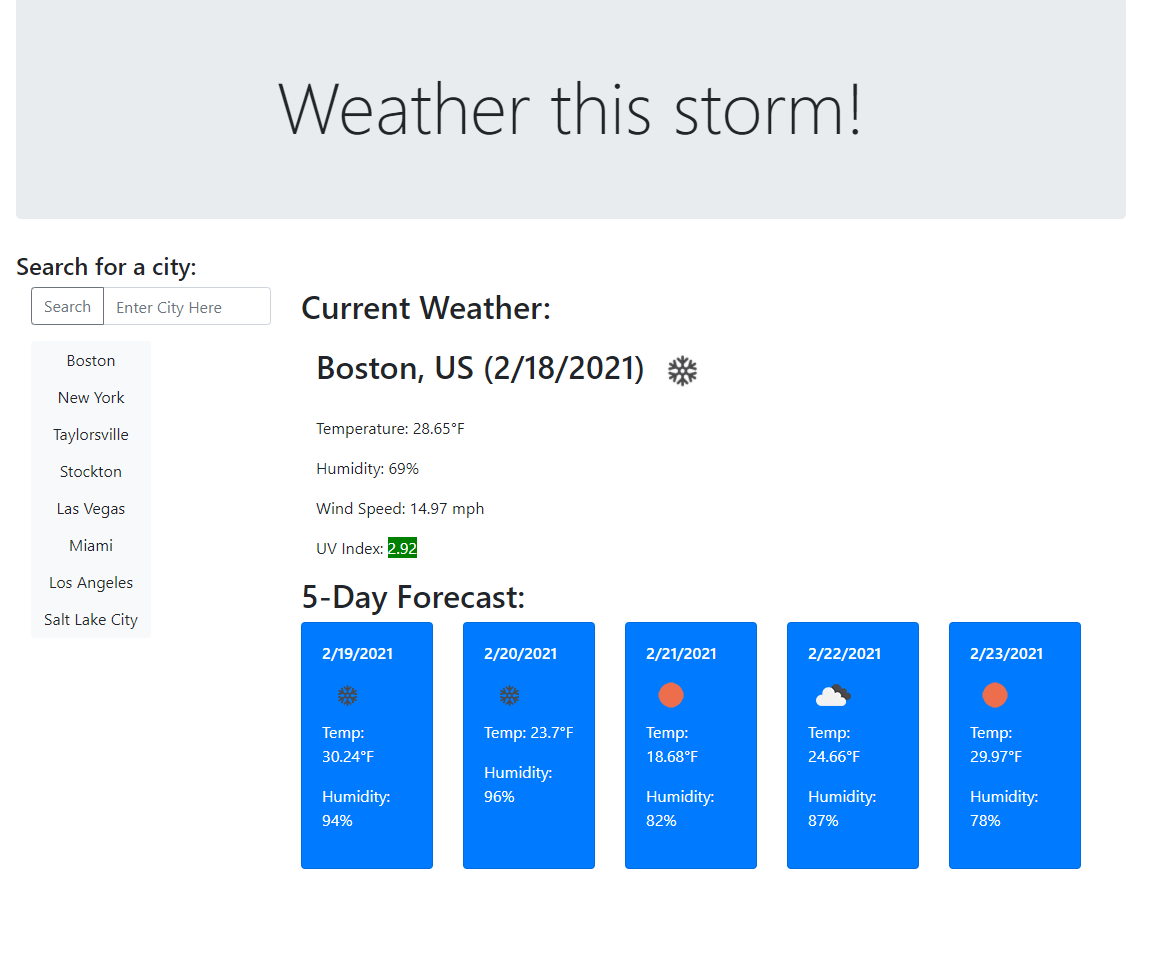 Weather this storm!
Search for a city:
Search
Enter City Here
Boston
New York
Taylorsville
Stockton
Las Vegas
Miami
Los Angeles
Salt Lake City
Current Weather:
Boston, US (2/18/2021)
Temperature: 28.65°F
Humidity: 69%
Wind Speed: 14.97 mph
UV Index: 2.92
5-Day Forecast:
2/19/2021
Temp:
30.24°F
Humidity:
94%
2/20/2021
Temp: 23.7°F
Humidity:
96%
2/21/2021
Temp:
18.68°F
Humidity:
82%
2/22/2021
Temp:
24.66°F
Humidity:
87%
2/23/2021
Temp:
29.97°F
Humidity:
78%